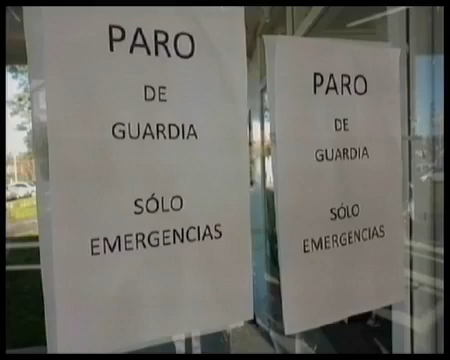 PARO
DE
GUARDIA
SÓLO
EMERGENCIAS
PARO
DE
GUARDIA
SÓLO
EMERGENCIAS